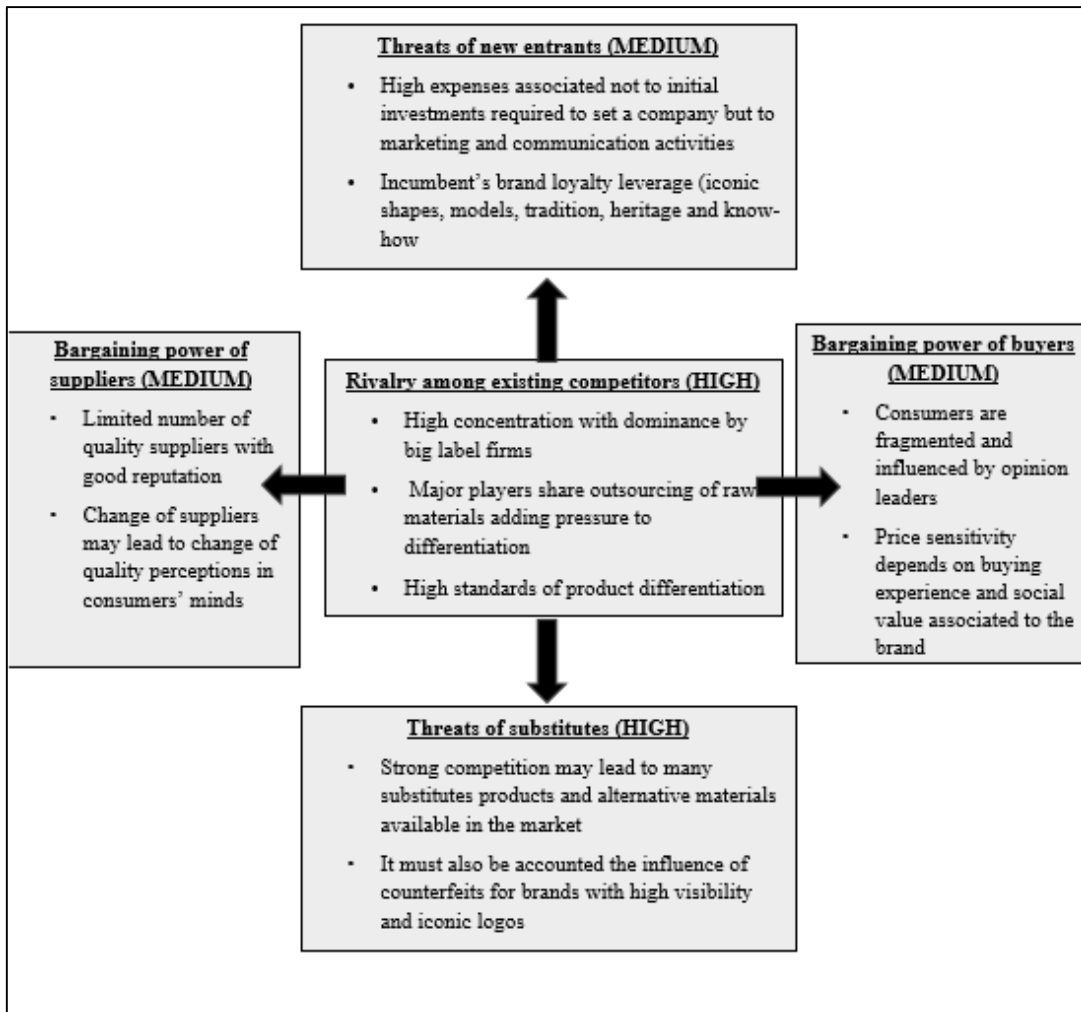 Threats of new entrants (MEDIUM)
• High expenses associated not to initial
investments required to set a company but to
marketing and communication activities
• Incumbent's brand loyalty leverage (iconic
shapes, models, tradition, heritage and know-
how
Bargaining power of
suppliers (MEDIUM)
• Limited number of
quality suppliers with
good reputation
• Change of suppliers
may lead to change of
quality perceptions in
consumers' minds
Rivalry among existing competitors (HIGH)
• High concentration with dominance by
big label firms
• Major players share outsourcing of raw
materials adding pressure to
differentiation
• High standards of product differentiation
Bargaining power of buyers
(MEDIUM)
• Consumers are
fragmented and
influenced by opinion
leaders
• Price sensitivity
depends on buying
experience and social
value associated to the
brand
Threats of substitutes (HIGH)
• Strong competition may lead to many
substitutes products and alternative materials
available in the market
• It must also be accounted the influence of
counterfeits for brands with high visibility
and iconic logos